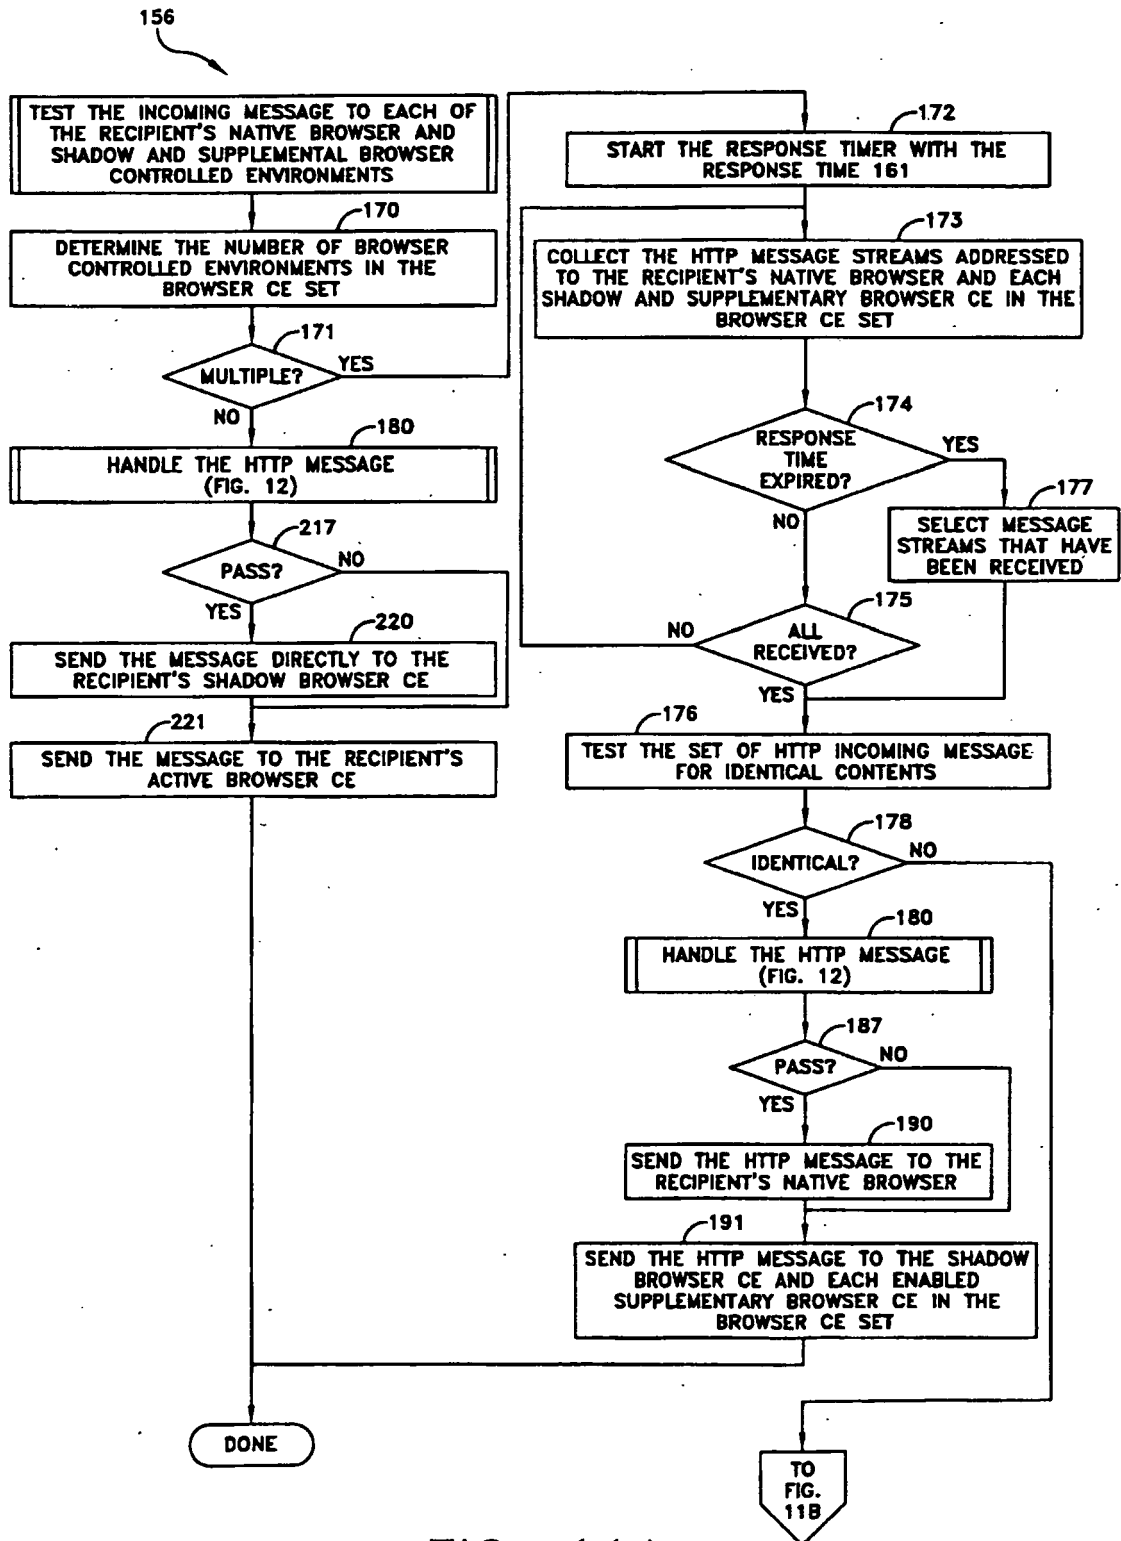 156
TEST THE INCOMING MESSAGE TO EACH OF
THE RECIPIENT'S NATIVE BROWSER AND
SHADOW AND SUPPLEMENTAL BROWSER
CONTROLLED ENVIRONMENTS
170
DETERMINE THE NUMBER OF BROWSER
CONTROLLED ENVIRONMENTS IN THE
BROWSER CE SET
171
MULTIPLE?
YES
NO
180
HANDLE THE HTTP MESSAGE
(FIG. 12)
217
PASS?
NO
YES
220
SEND THE MESSAGE DIRECTLY TO THE
RECIPIENT'S SHADOW BROWSER CE
221
SEND THE MESSAGE TO THE RECIPIENT'S
ACTIVE BROWSER CE
DONE
172
START THE RESPONSE TIMER WITH THE
RESPONSE TIME 161
173
COLLECT THE HTTP MESSAGE STREAMS ADDRESSED
TO THE RECIPIENT'S NATIVE BROWSER AND EACH
SHADOW AND SUPPLEMENTARY BROWSER CE IN THE
BROWSER CE SET
174
RESPONSE
TIME
EXPIRED?
YES
NO
177
SELECT MESSAGE
STREAMS THAT HAVE
BEEN RECEIVED
175
ALL
RECEIVED?
NO
YES
176
TEST THE SET OF HTTP INCOMING MESSAGE
FOR IDENTICAL CONTENTS
178
IDENTICAL?
NO
YES
180
HANDLE THE HTTP MESSAGE
(FIG. 12)
187
PASS?
NO
YES
190
SEND THE HTTP MESSAGE TO THE
RECIPIENT'S NATIVE BROWSER
191
SEND THE HTTP MESSAGE TO THE SHADOW
BROWSER CE AND EACH ENABLED
SUPPLEMENTARY BROWSER CE IN THE
BROWSER CE SET
TO
FIG.
11B